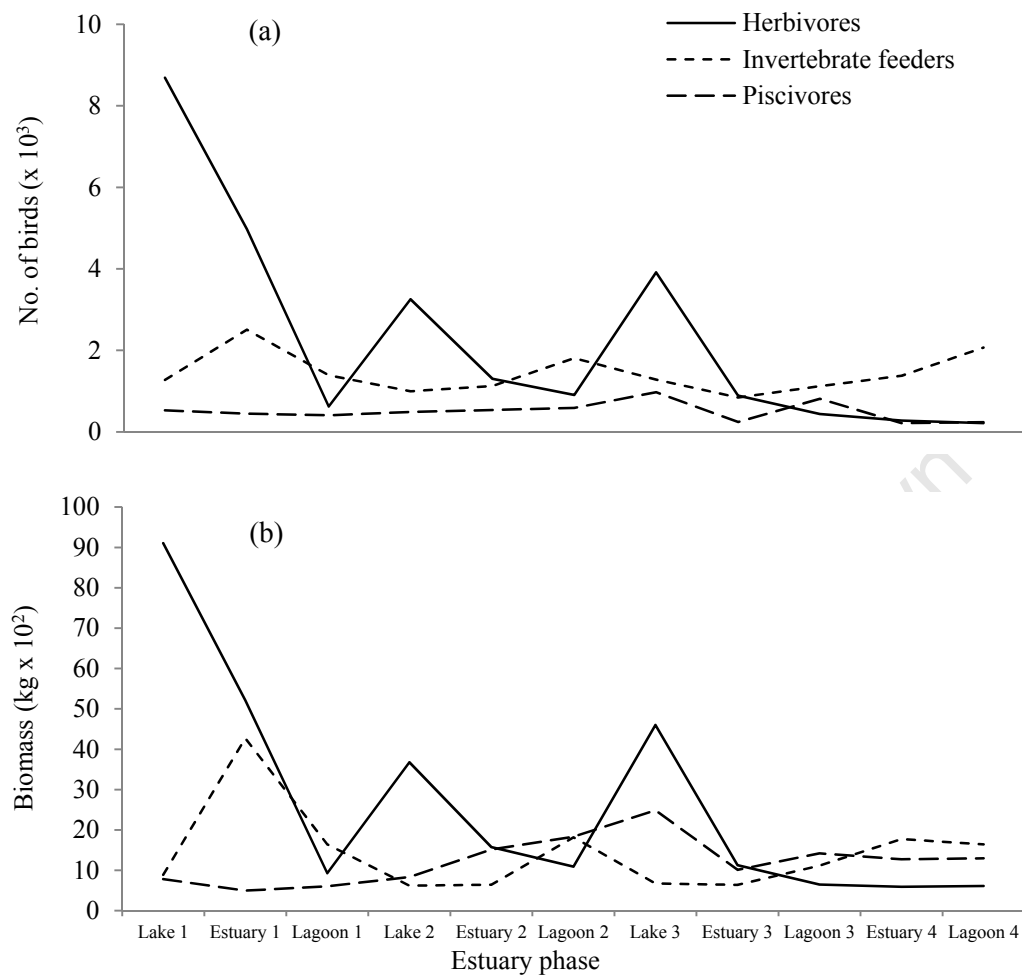 (a)
Herbivores
Invertebrate feeders
Piscivores
No. of birds (x 10³)
10
8
6
4
2
0
(b)
Biomass (kg x 10²)
100
90
80
70
60
50
40
30
20
10
0
Lake 1 Estuary 1 Lagoon 1 Lake 2 Estuary 2 Lagoon 2 Lake 3 Estuary 3 Lagoon 3 Estuary 4 Lagoon 4
Estuary phase